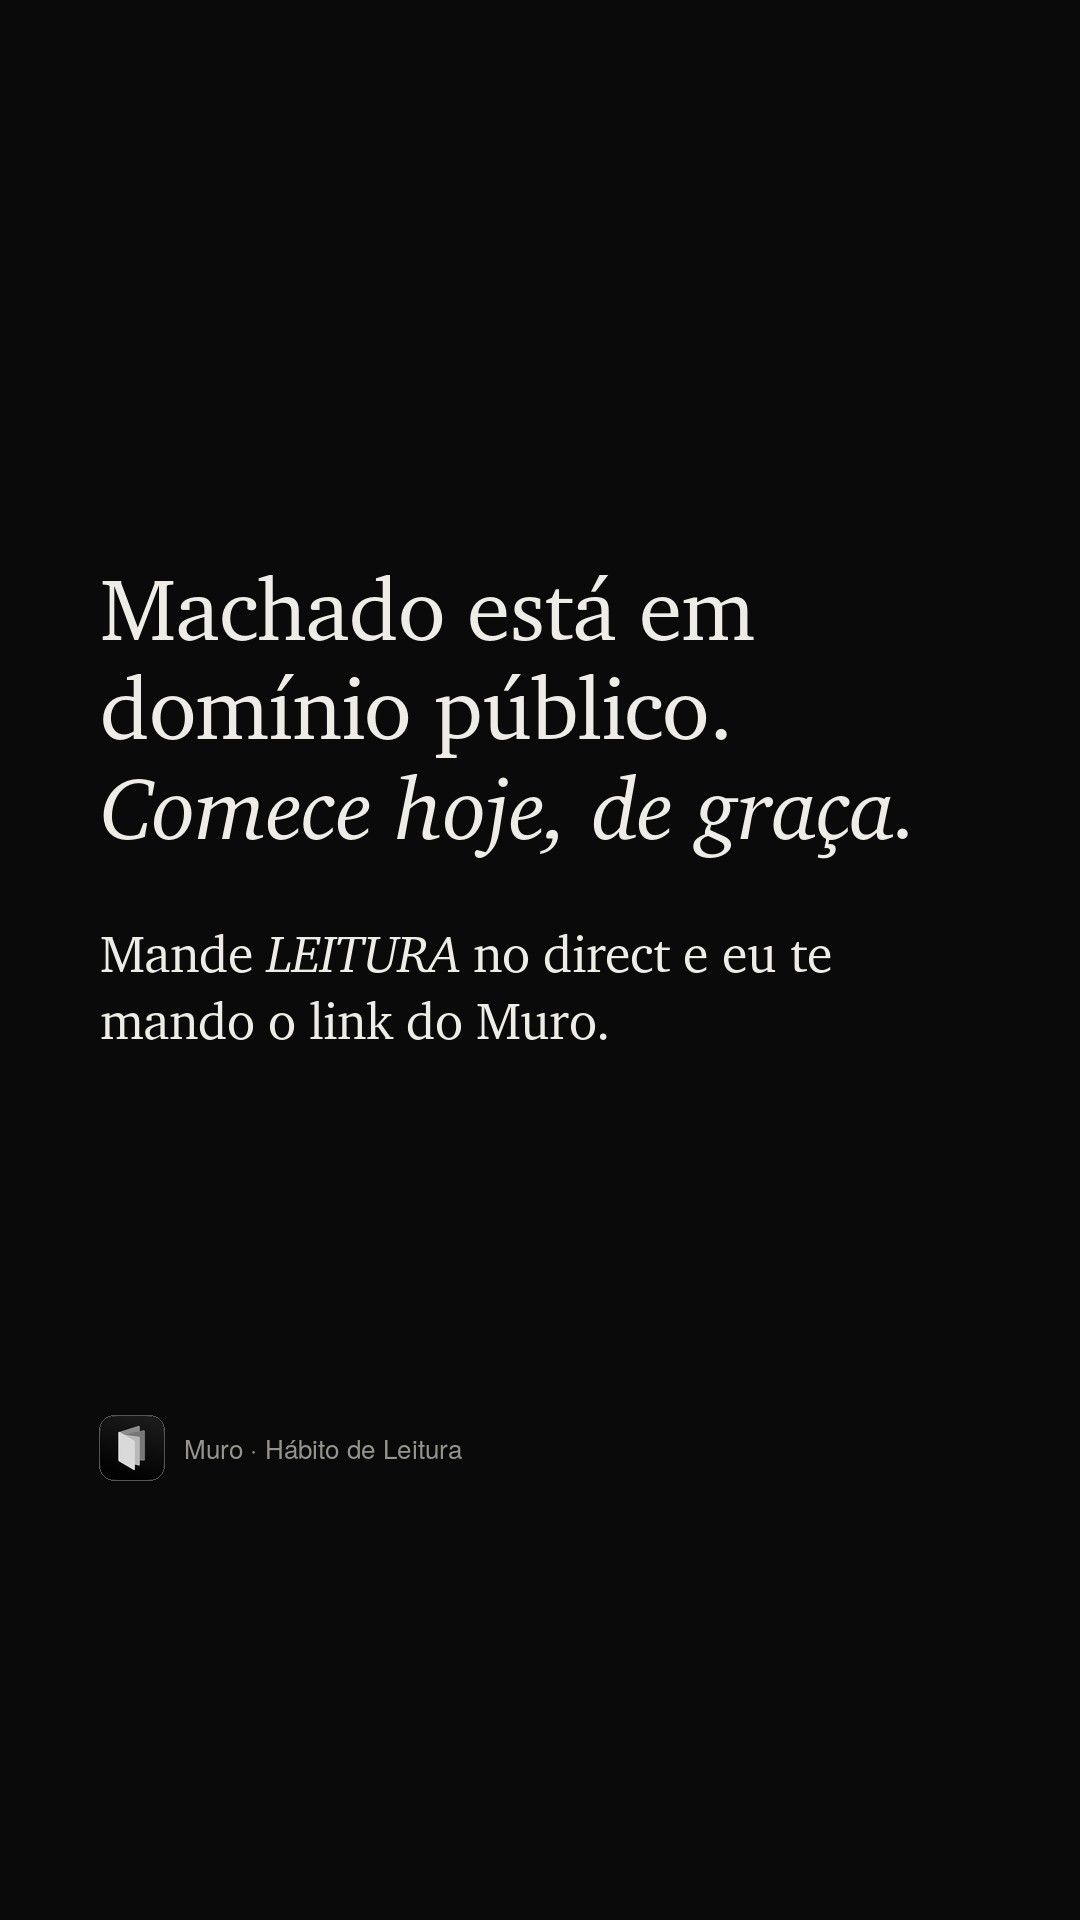 Machado está em
domínio público.
Comece hoje, de graça.
Mande LEITURA no direct e eu te
mando o link do Muro.
Muro · Hábito de Leitura